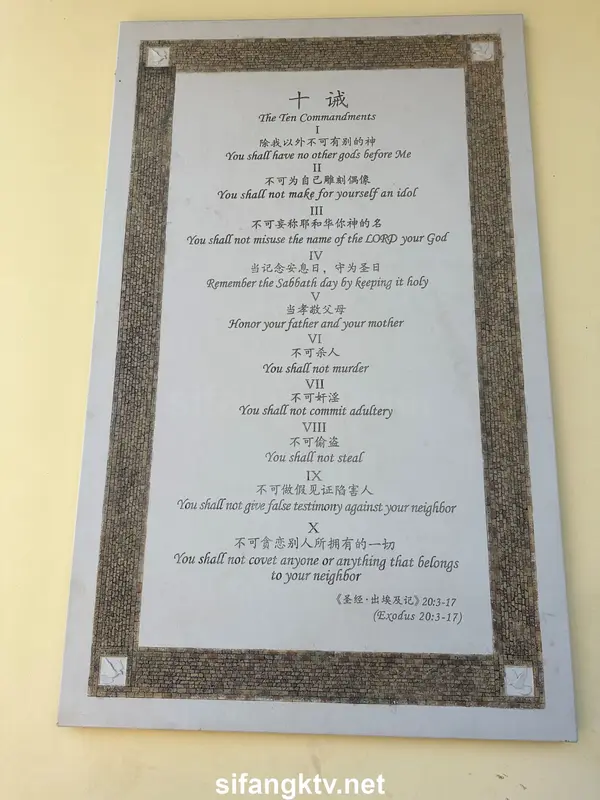 十 诫
The Ten Commandments
I
除我以外不可有别的神
You shall have no other gods before Me
II
不可为自己雕刻偶像
You shall not make for yourself an idol
III
不可妄称耶和华你神的名
You shall not misuse the name of the LORD your God
IV
当记念安息日，守为圣日
Remember the Sabbath day by keeping it holy
V
当孝敬父母
Honor your father and your mother
VI
不可杀人
You shall not murder
VII
不可奸淫
You shall not commit adultery
VIII
不可偷盗
You shall not steal
IX
不可做假见证陷害人
You shall not give false testimony against your neighbor
X
不可贪恋别人所拥有的一切
You shall not covet anyone or anything that belongs
to your neighbor
《圣经·出埃及记》20:3-17
(Exodus 20:3-17)
sifangktv.net